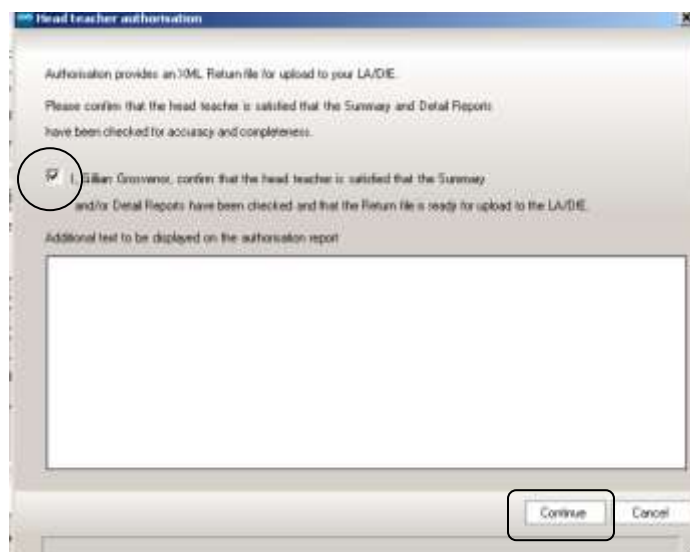 Head teacher authorisation
Authorisation provides an XML Return file for upload to your LA/DfE.
Please confirm that the head teacher is satisfied that the Summary and Detail Reports
have been checked for accuracy and completeness.
I, Gillian Grosvenor, confirm that the head teacher is satisfied that the Summary
and/or Detail Reports have been checked and that the Return file is ready for upload to the LA/DfE.
Additional text to be displayed on the authorisation report
Continue
Cancel